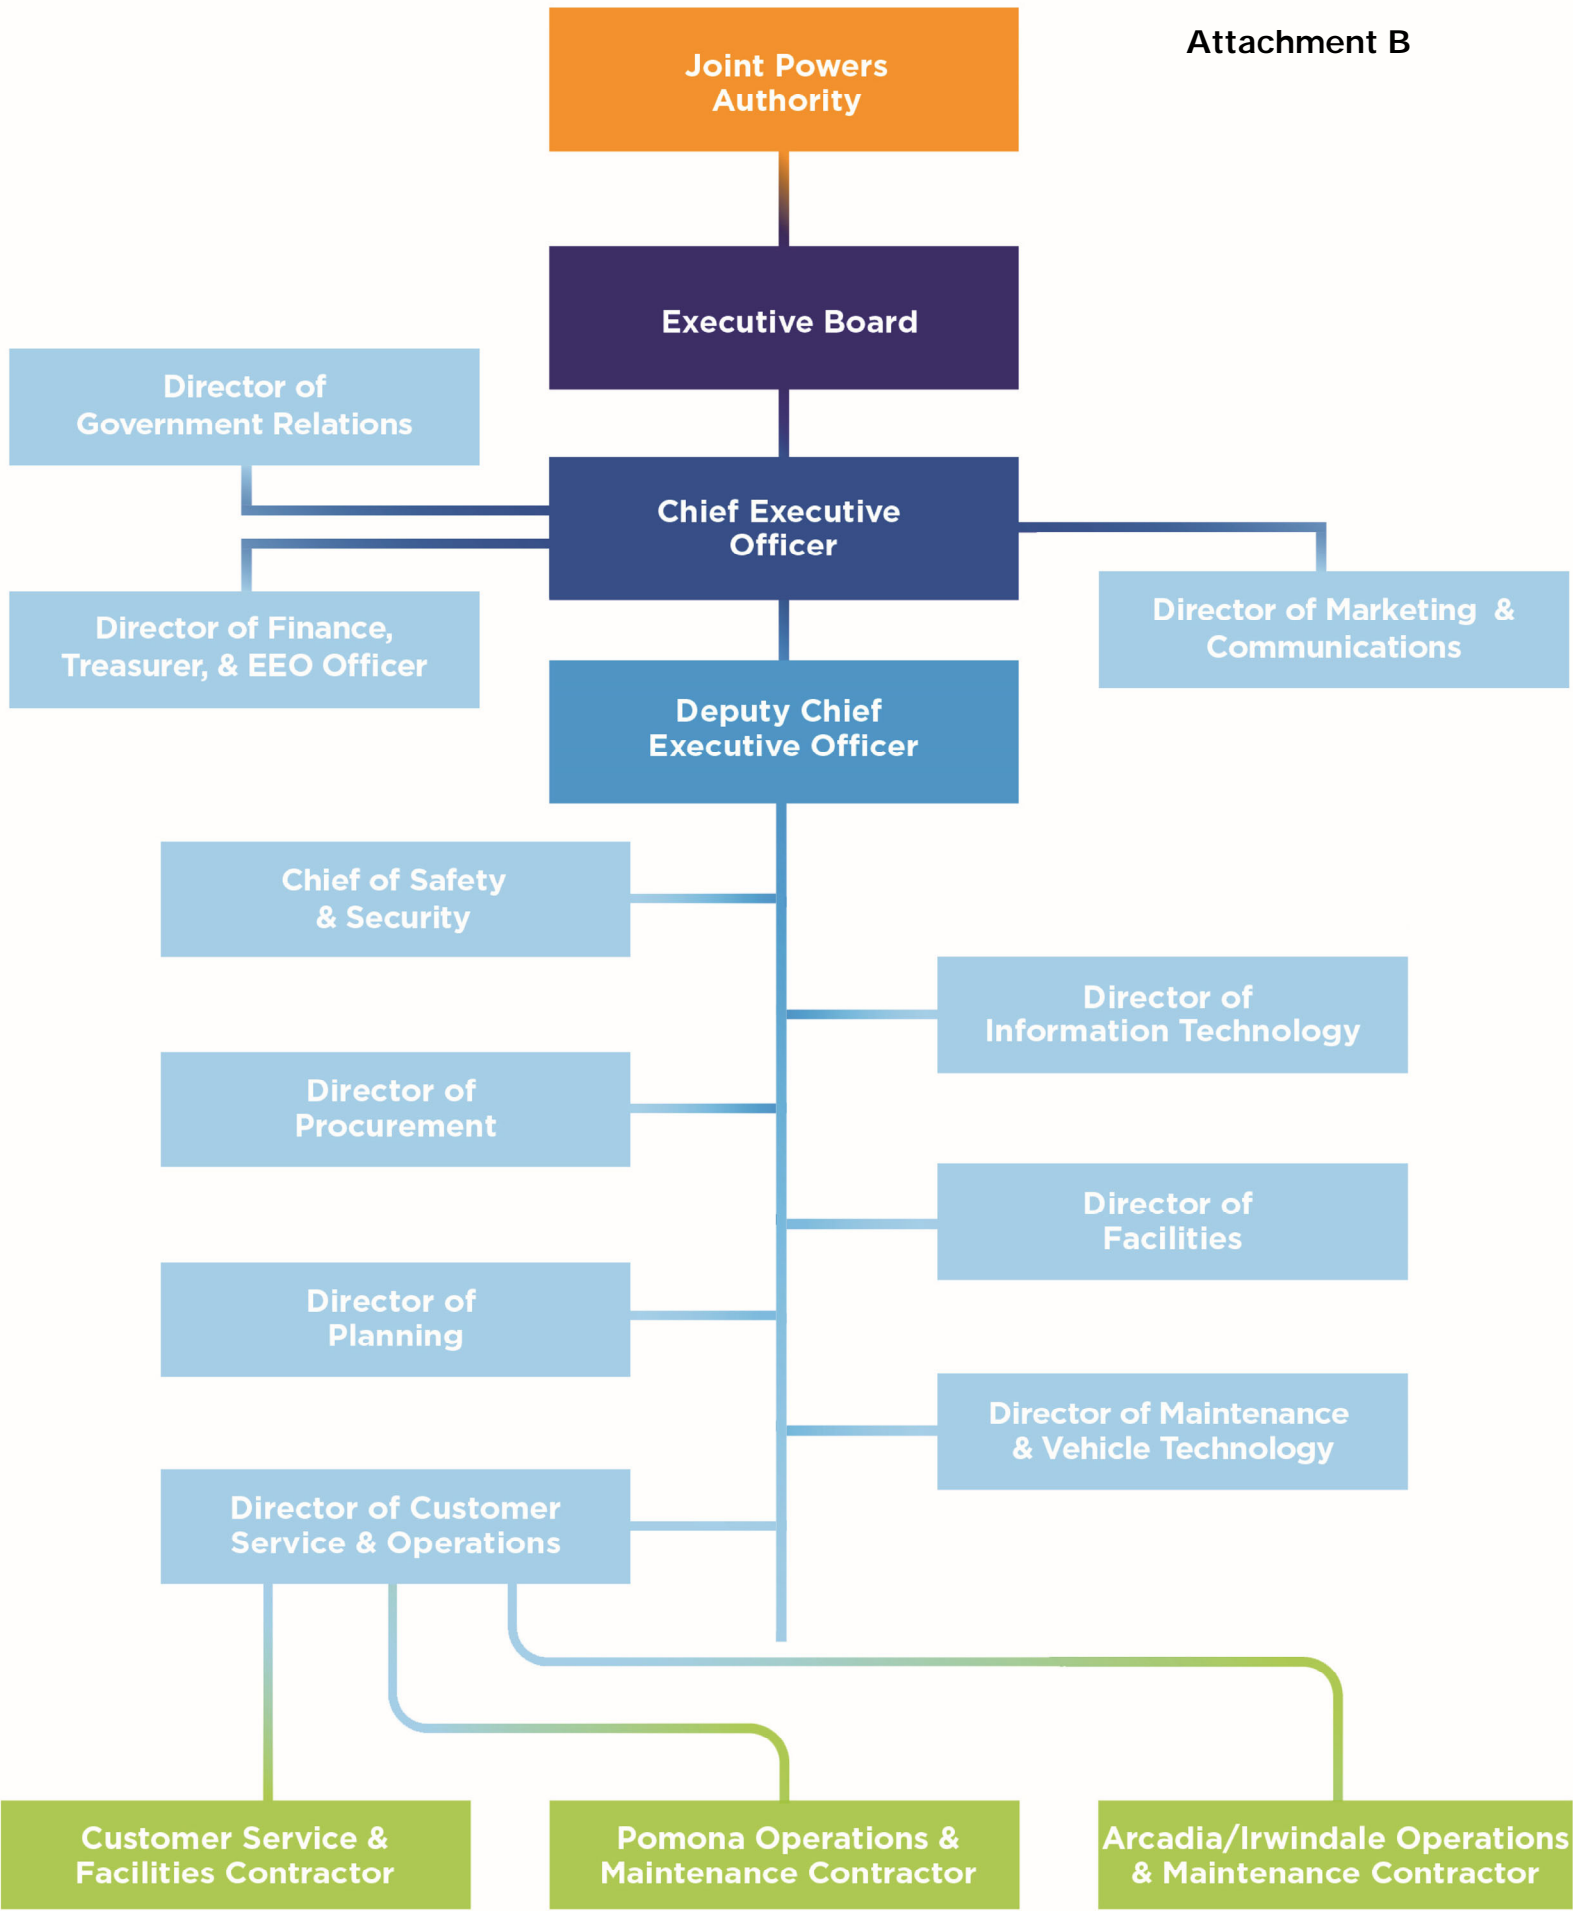 Attachment B
Joint Powers
Authority
Executive Board
Director of
Government Relations
Chief Executive
Officer
Director of Finance,
Treasurer, & EEO Officer
Director of Marketing &
Communications
Deputy Chief
Executive Officer
Chief of Safety
& Security
Director of
Information Technology
Director of
Procurement
Director of
Facilities
Director of
Planning
Director of Maintenance
& Vehicle Technology
Director of Customer
Service & Operations
Customer Service &
Facilities Contractor
Pomona Operations &
Maintenance Contractor
Arcadia/Irwindale Operations
& Maintenance Contractor